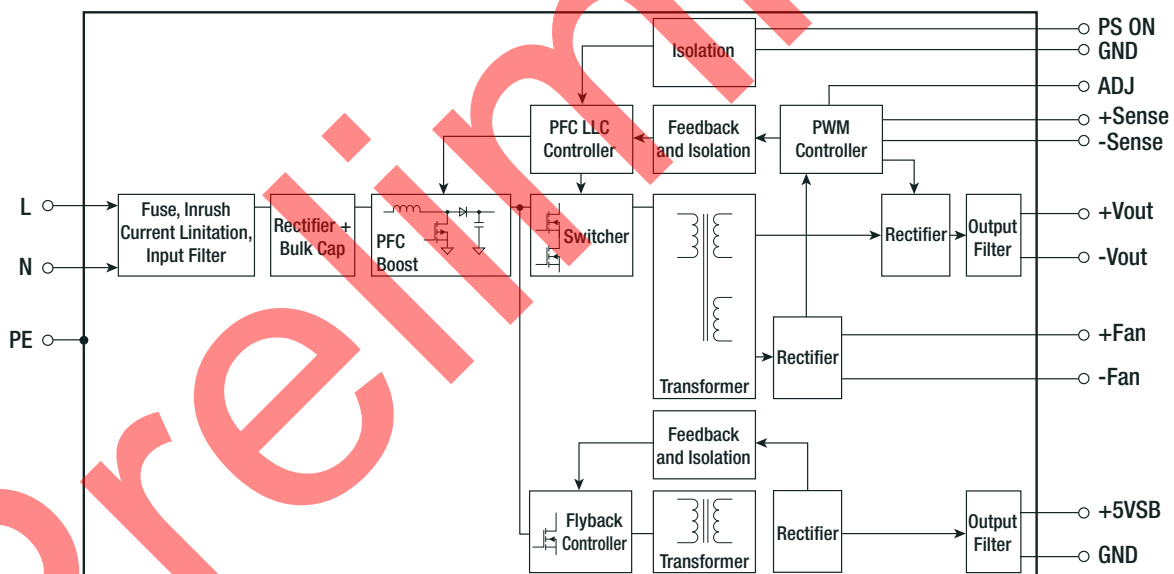 PS ON
GND
Isolation
ADJ
+Sense
-Sense
PFC LLC
Controller
Feedback
and Isolation
PWM
Controller
L
N
Fuse, Inrush
Current Linitation,
Input Filter
Rectifier +
Bulk Cap
PFC
Boost
Switcher
Rectifier
Output
Filter
+Vout
-Vout
PE
Transformer
Rectifier
+Fan
-Fan
Feedback
and Isolation
Flyback
Controller
Transformer
Rectifier
Output
Filter
+5VSB
GND
prelim